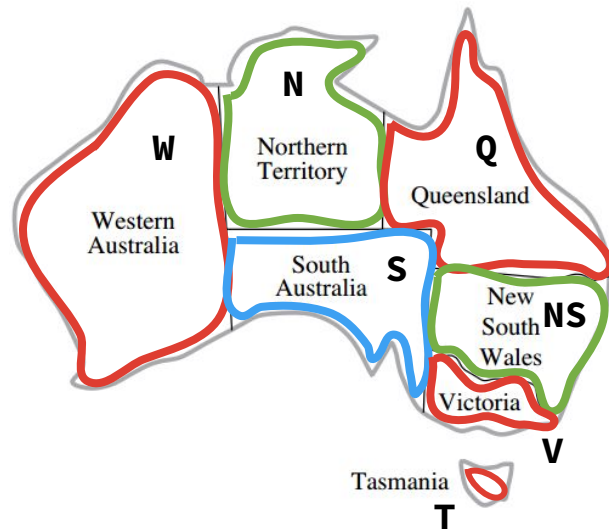 N
W
Northern
Territory
Q
Queensland
Western
Australia
South
Australia
S
New
South
Wales
NS
Victoria
V
Tasmania
T